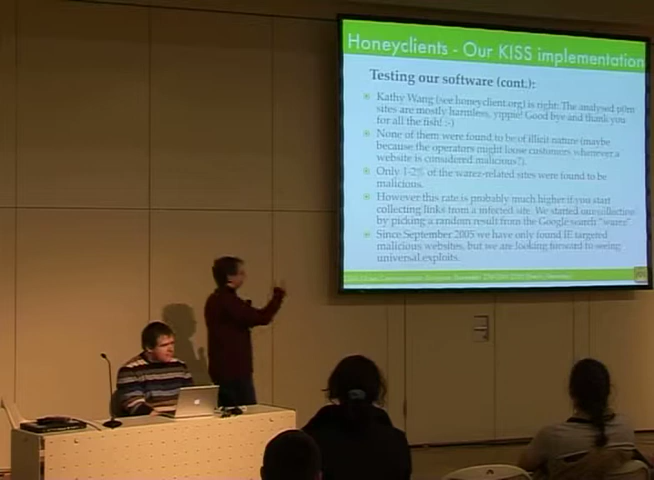 Honeyclients - Our KISS implementation
Testing our software (cont.):
Kathy Wang (see honeyclient.org) is right: The analysed pr0n
sites are mostly harmless, yippie! Good bye and thank you
for all the fish! :-)
None of them were found to be of illicit nature (maybe
because the operators might loose customers whenever a
website is considered malicious?).
Only 1-2% of the warez-related sites were found to be
malicious.
However this rate is probably much higher if you start
collecting links from a infected site. We started our collection
by picking a random result from the Google search "warez".
Since September 2005 we have only found IE targeted
malicious websites, but we are looking forward to seeing
universal exploits.